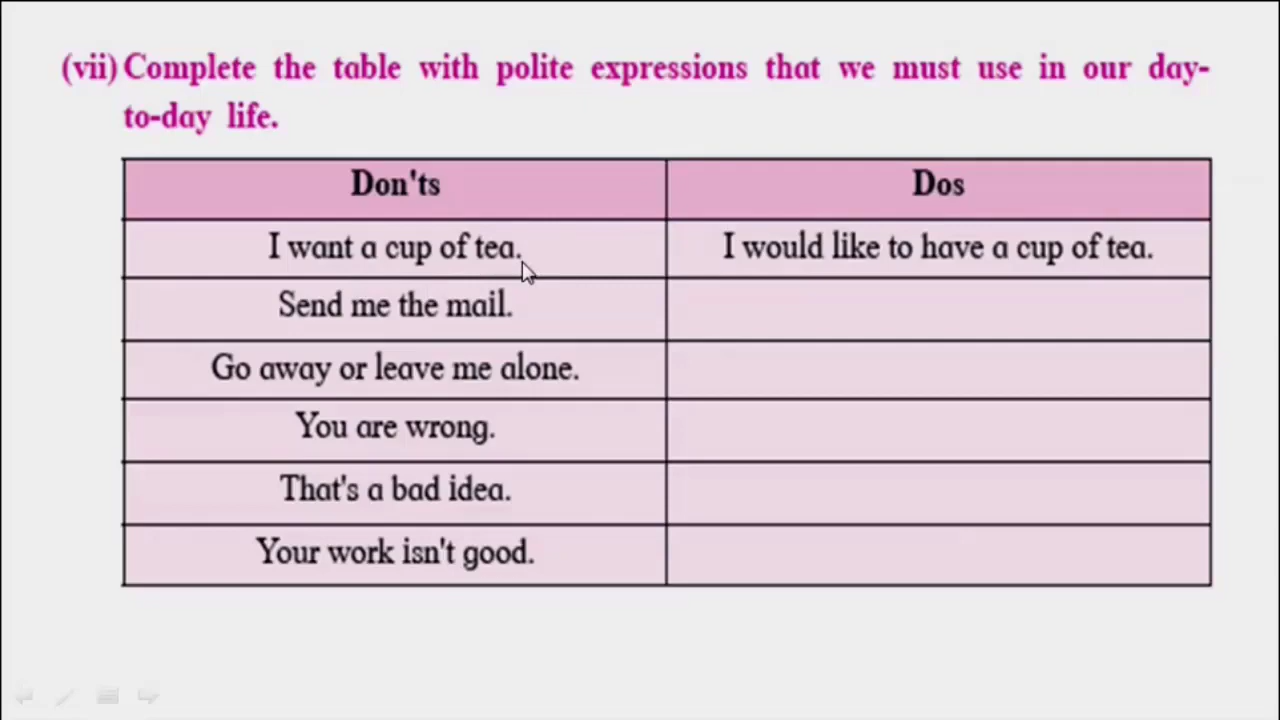 (vii) Complete the table with polite expressions that we must use in our day-
to-day life.
Don'ts Dos
I want a cup of tea. I would like to have a cup of tea.
Send me the mail.
Go away or leave me alone.
You are wrong.
That's a bad idea.
Your work isn't good.